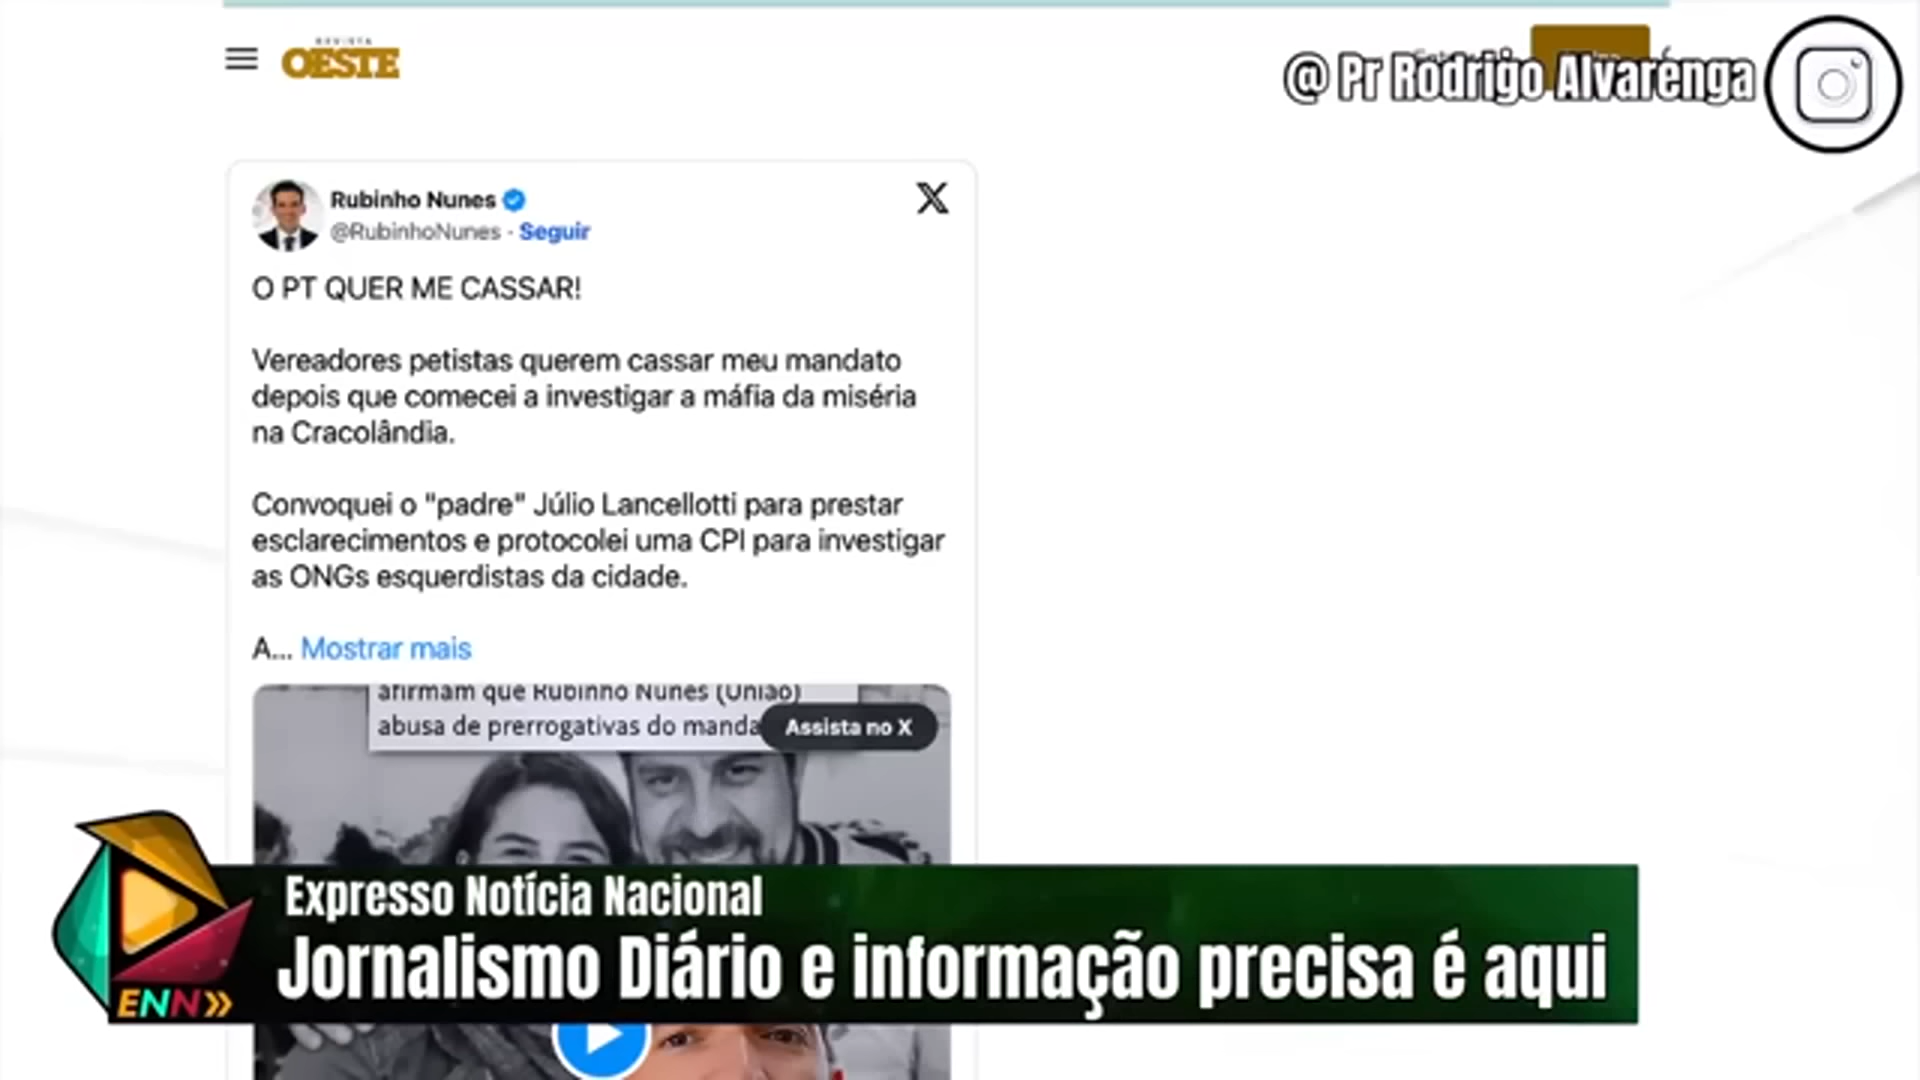 REVISTA
OESTE
@ Pr Rodrigo Alvarenga
Rubinho Nunes
@RubinhoNunes · Seguir
O PT QUER ME CASSAR!
Vereadores petistas querem cassar meu mandato
depois que comecei a investigar a máfia da miséria
na Cracolândia.
Convoquei o "padre" Júlio Lancellotti para prestar
esclarecimentos e protocolei uma CPI para investigar
as ONGs esquerdistas da cidade.
A... Mostrar mais
afirmam que Rubinho Nunes (União)
abusa de prerrogativas do manda
Assista no X
Expresso Notícia Nacional
Jornalismo Diário e informação precisa é aqui
ENN